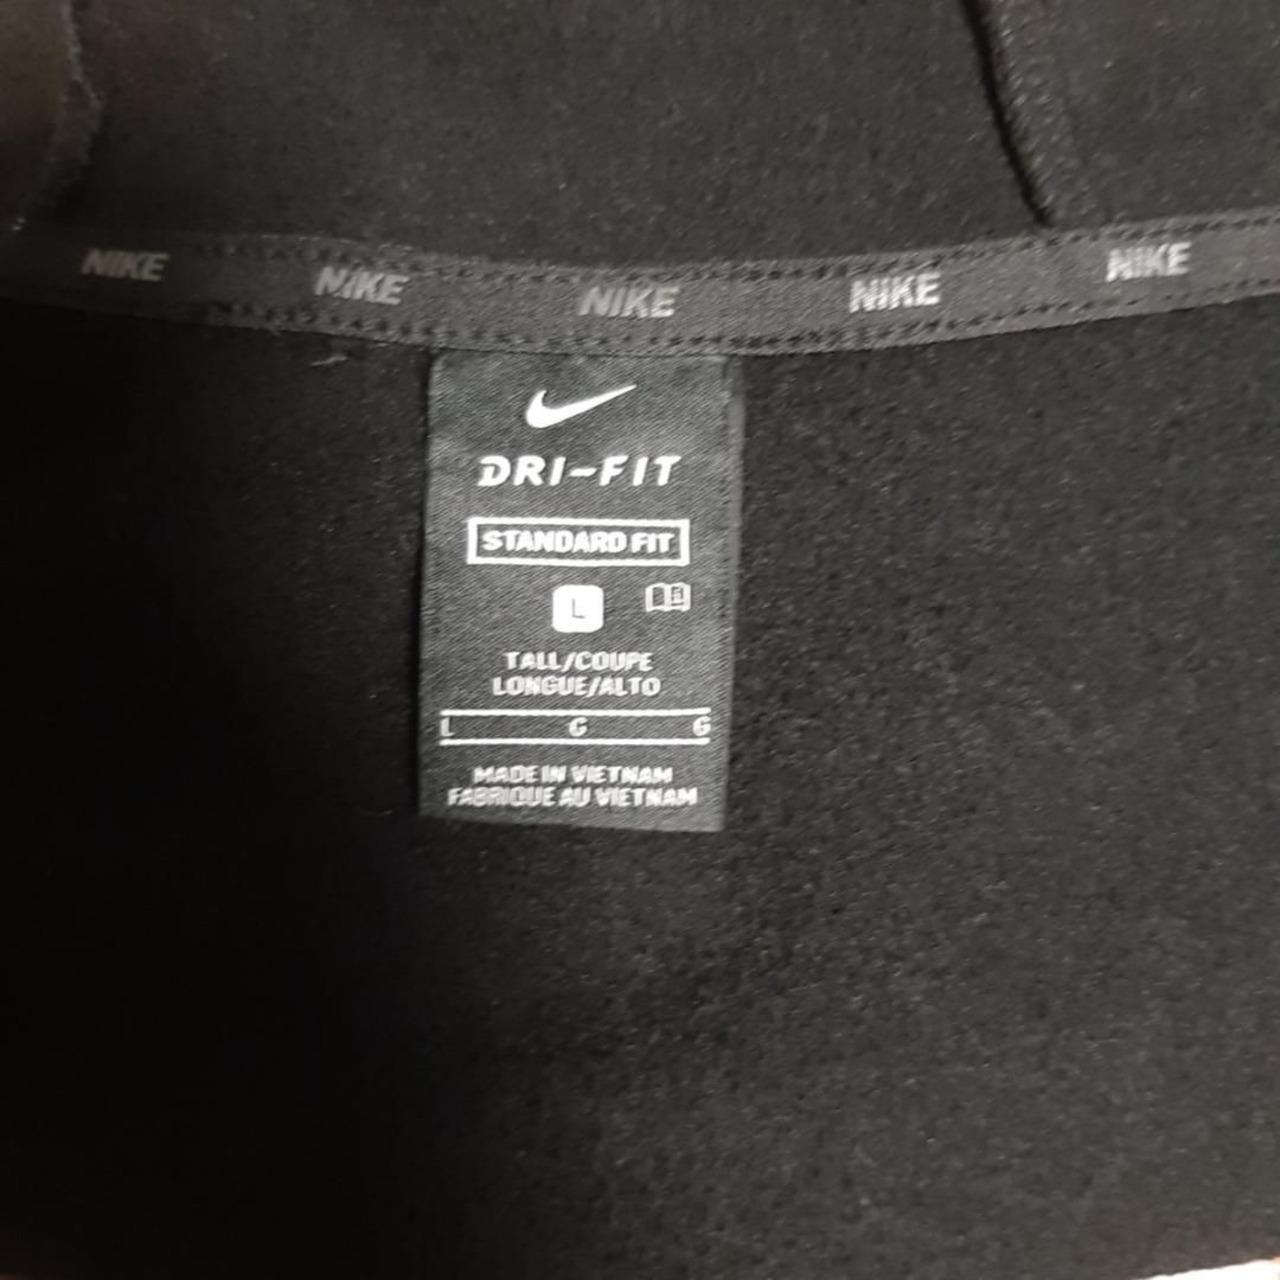 NIKE NIKE NIKE NIKE NIKE
DRI-FIT
STANDARD FIT
L
TALL/COUPE
LONGUE/ALTO
L G G
MADE IN VIETNAM
FABRIQUE AU VIETNAM